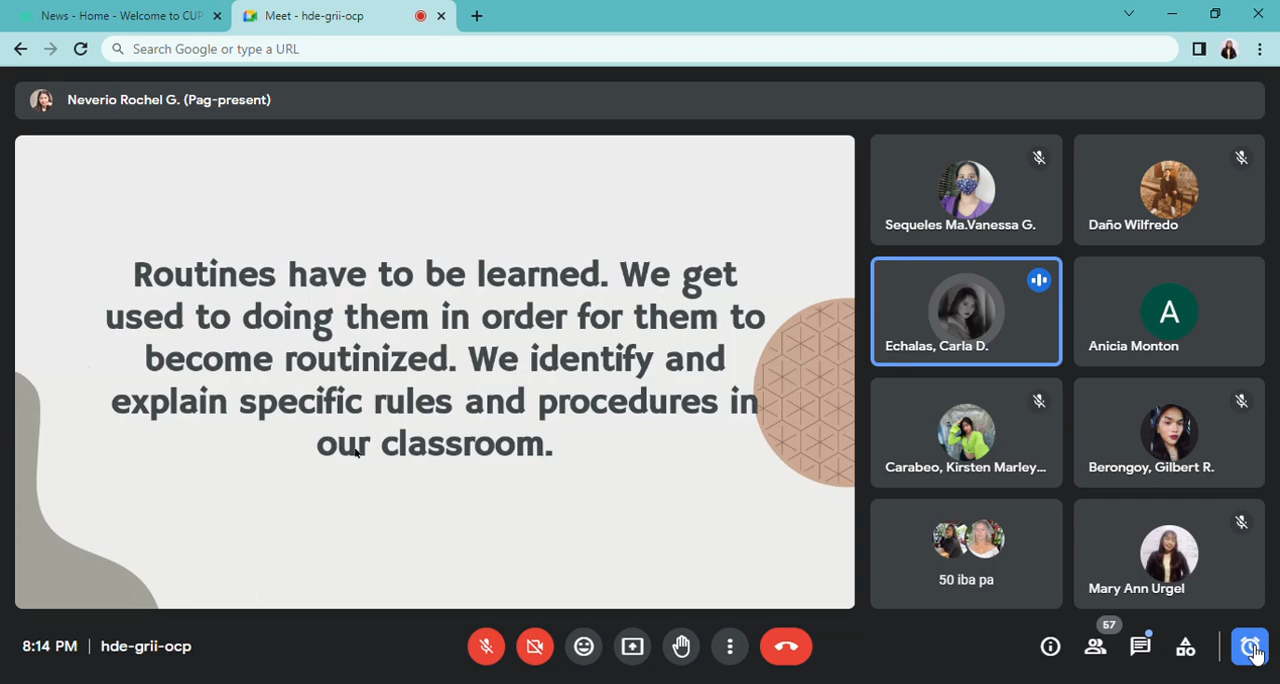 News - Home - Welcome to CUP
Meet - hde-grii-ocp
Search Google or type a URL
Neverio Rochel G. (Pag-present)
Routines have to be learned. We get
used to doing them in order for them to
become routinized. We identify and
explain specific rules and procedures in
our classroom.
Sequeles Ma.Vanessa G.
Daño Wilfredo
Echalas, Carla D.
A
Anicia Monton
Carabeo, Kirsten Marley...
Berongoy, Gilbert R.
50 iba pa
Mary Ann Urgel
8:14 PM | hde-grii-ocp
57